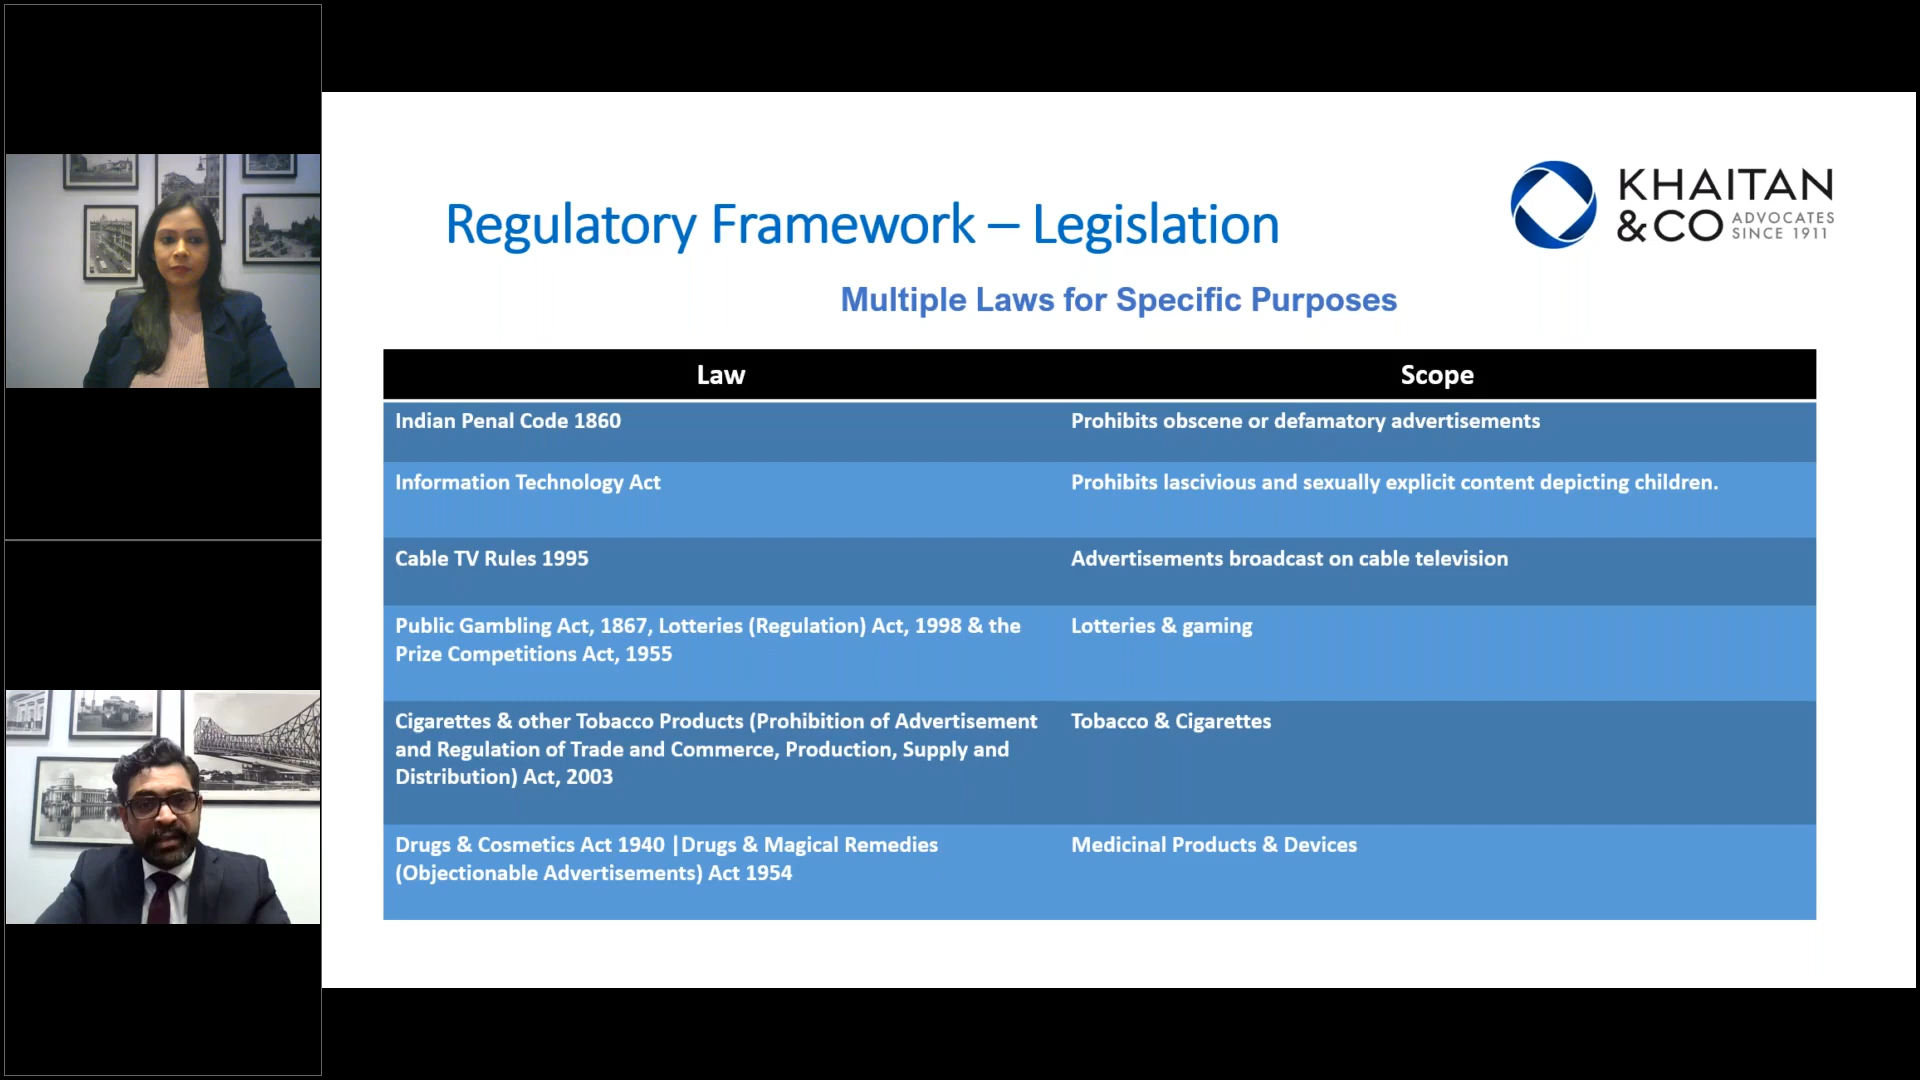 KHAITAN
&CO ADVOCATES SINCE 1911
Regulatory Framework – Legislation
Multiple Laws for Specific Purposes
Law Scope
Indian Penal Code 1860 Prohibits obscene or defamatory advertisements
Information Technology Act Prohibits lascivious and sexually explicit content depicting children.
Cable TV Rules 1995 Advertisements broadcast on cable television
Public Gambling Act, 1867, Lotteries (Regulation) Act, 1998 & the Lotteries & gaming
Prize Competitions Act, 1955
Cigarettes & other Tobacco Products (Prohibition of Advertisement Tobacco & Cigarettes
and Regulation of Trade and Commerce, Production, Supply and
Distribution) Act, 2003
Drugs & Cosmetics Act 1940 |Drugs & Magical Remedies Medicinal Products & Devices
(Objectionable Advertisements) Act 1954